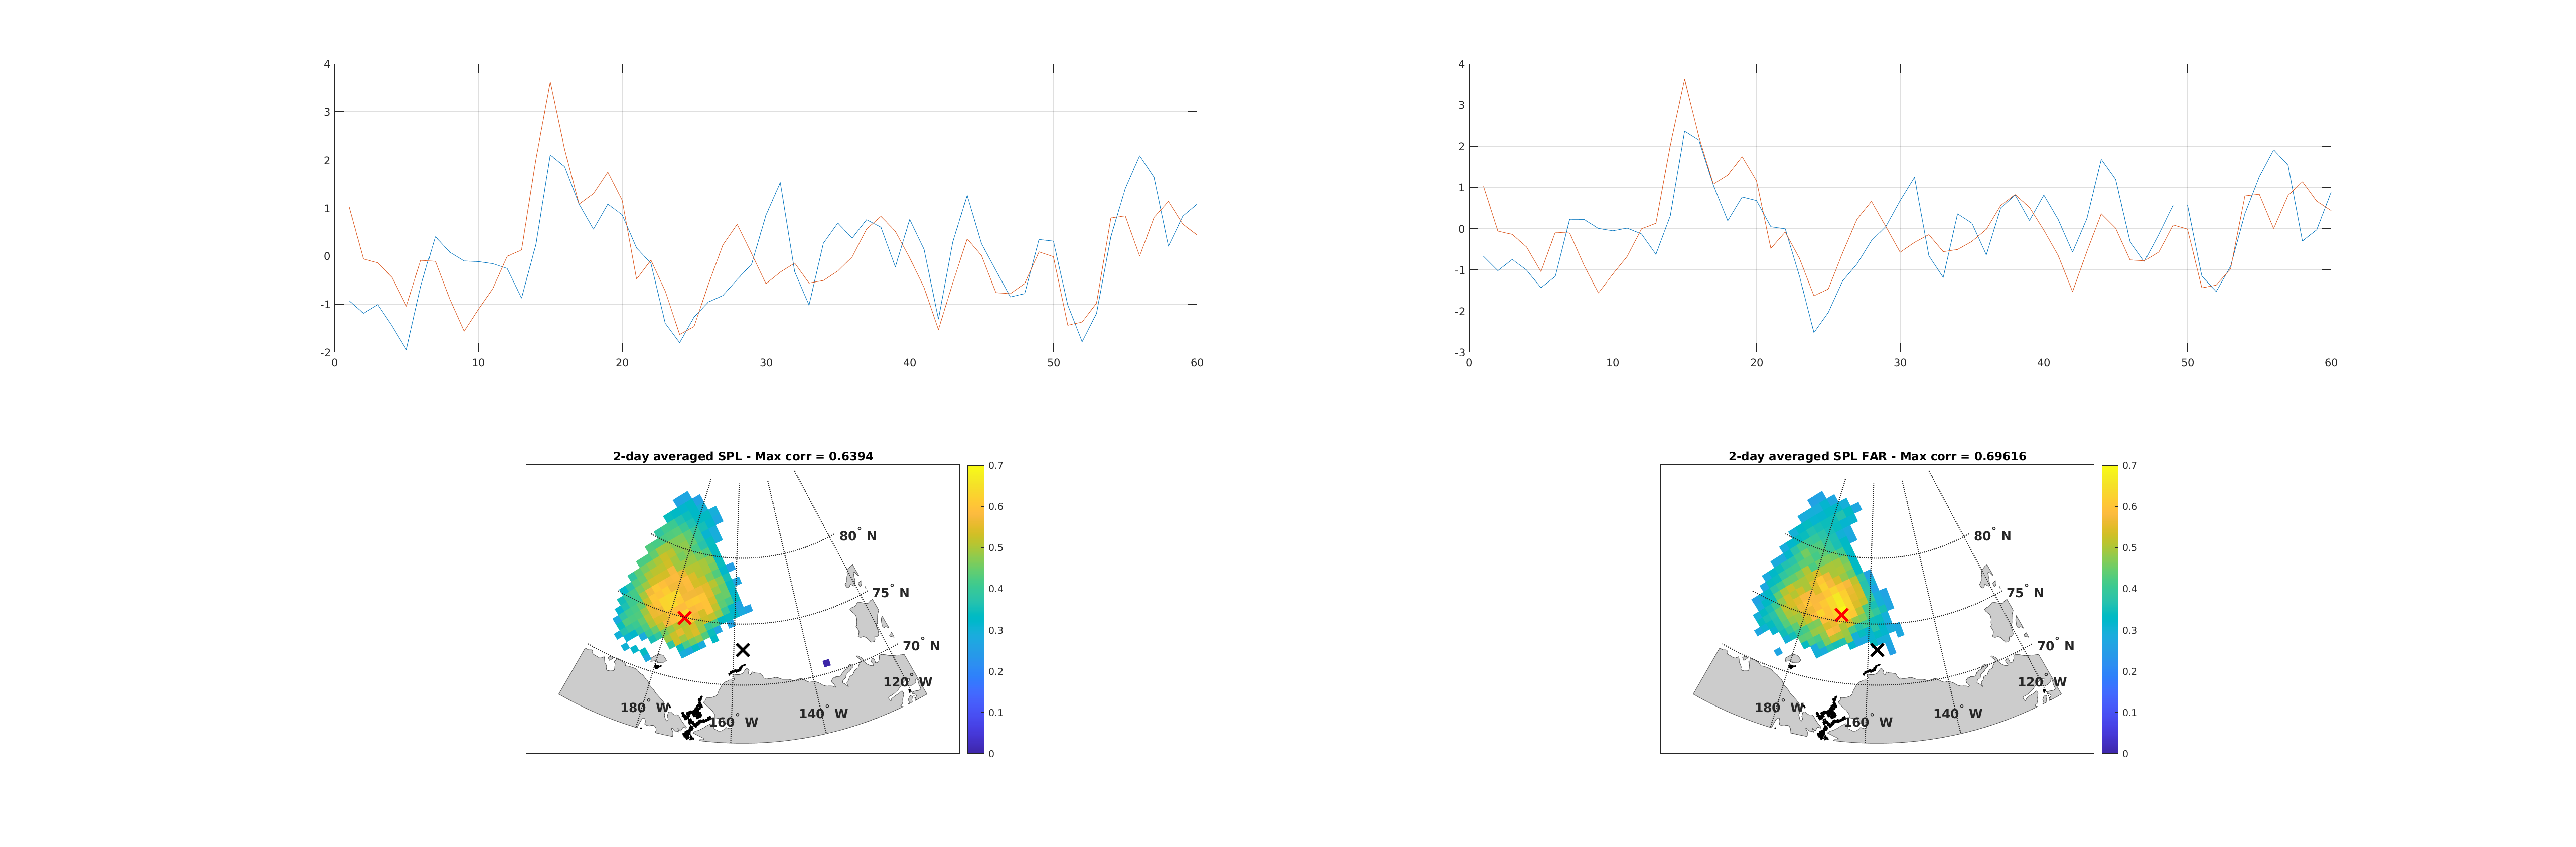 4
3
2
1
0
-1
-2
0 10 20 30 40 50 60
4
3
2
1
0
-1
-2
-3
0 10 20 30 40 50 60
2-day averaged SPL - Max corr = 0.6394
80° N
75° N
70° N
120° W
180° W
160° W
140° W
0.7
0.6
0.5
0.4
0.3
0.2
0.1
0
2-day averaged SPL FAR - Max corr = 0.69616
80° N
75° N
70° N
120° W
180° W
160° W
140° W
0.7
0.6
0.5
0.4
0.3
0.2
0.1
0